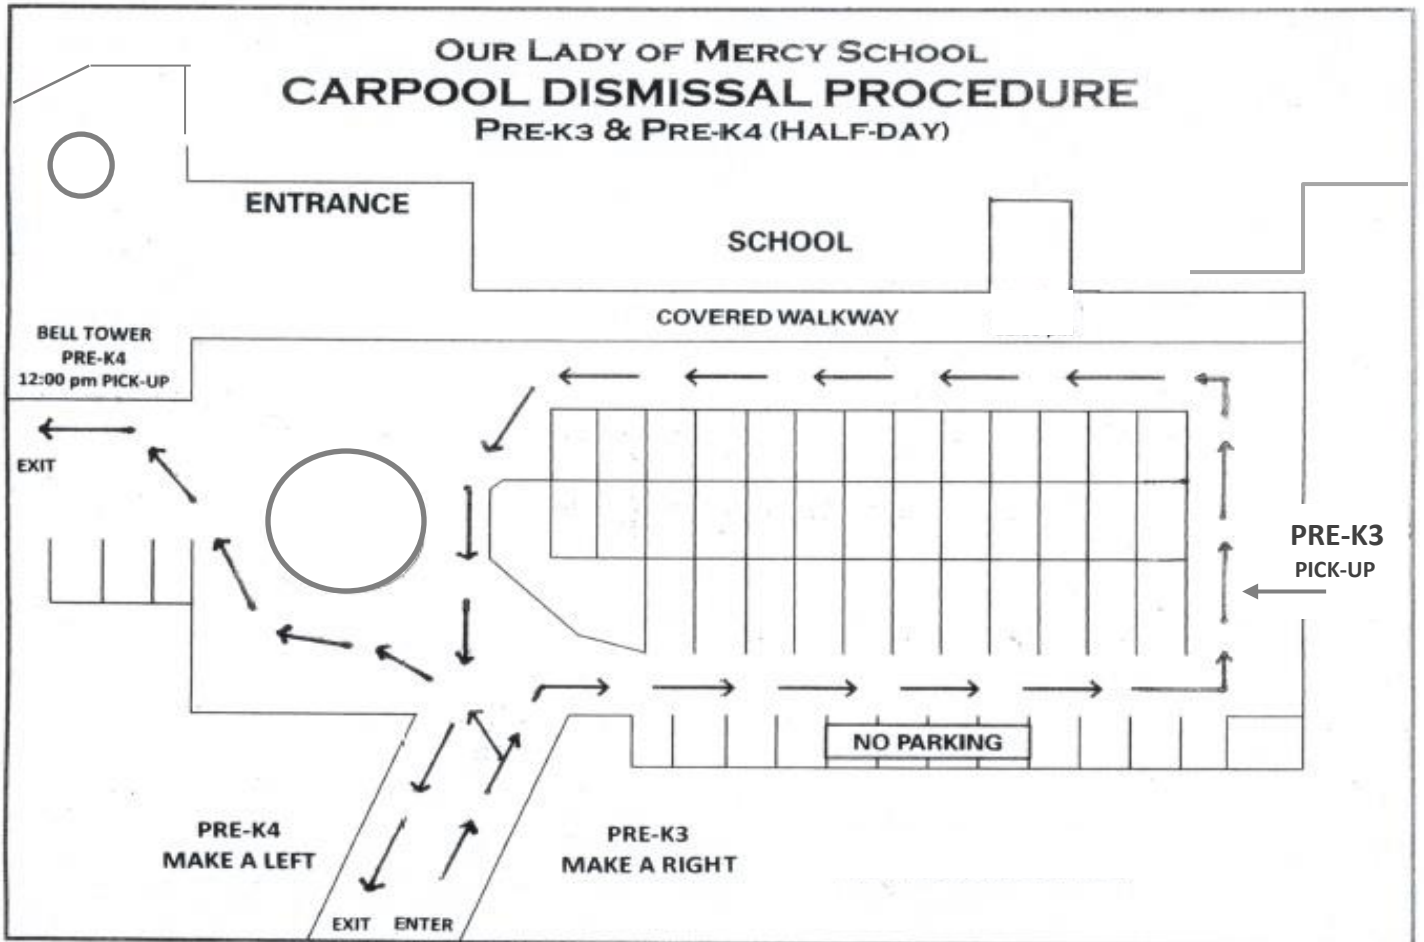 OUR LADY OF MERCY SCHOOL
CARPOOL DISMISSAL PROCEDURE
PRE-K3 & PRE-K4 (HALF-DAY)
ENTRANCE
SCHOOL
COVERED WALKWAY
BELL TOWER
PRE-K4
12:00 pm PICK-UP
EXIT
PRE-K3
PICK-UP
NO PARKING
PRE-K4
MAKE A LEFT
PRE-K3
MAKE A RIGHT
EXIT ENTER